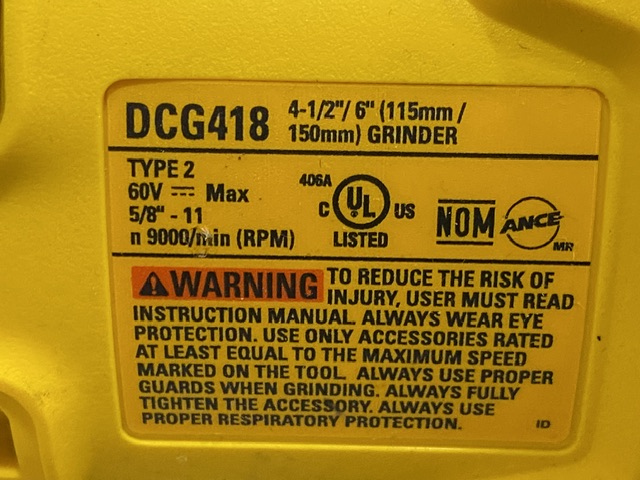 DCG418 4-1/2"/ 6" (115mm /
150mm) GRINDER
TYPE 2
60V ⎓ Max
5/8" - 11
n 9000/min (RPM)
406A
C UL US
LISTED
NOM ANCE
MR
⚠WARNING TO REDUCE THE RISK OF
INJURY, USER MUST READ
INSTRUCTION MANUAL. ALWAYS WEAR EYE
PROTECTION. USE ONLY ACCESSORIES RATED
AT LEAST EQUAL TO THE MAXIMUM SPEED
MARKED ON THE TOOL. ALWAYS USE PROPER
GUARDS WHEN GRINDING. ALWAYS FULLY
TIGHTEN THE ACCESSORY. ALWAYS USE
PROPER RESPIRATORY PROTECTION.
ID